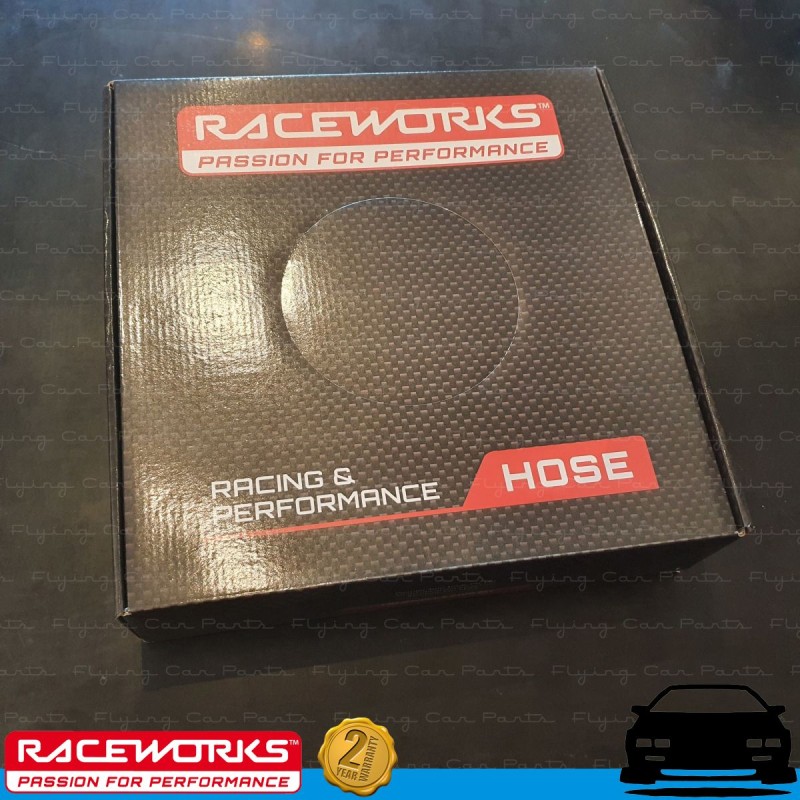 RACEWORKS™
PASSION FOR PERFORMANCE
RACING &
PERFORMANCE
HOSE
RACEWORKS™
PASSION FOR PERFORMANCE
2
YEAR WARRANTY
Flying Car Parts